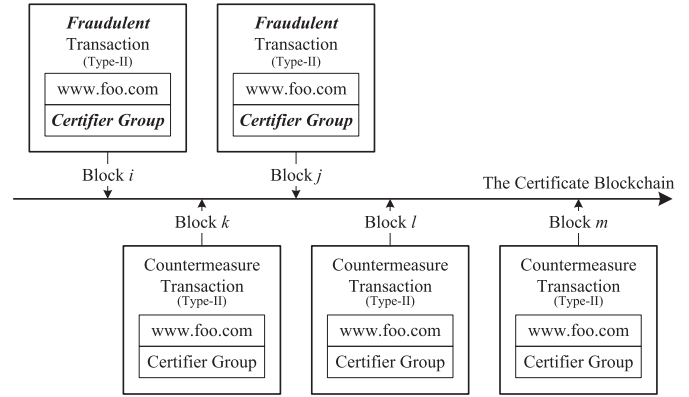 Fraudulent
Transaction
(Type-II)
www.foo.com
Certifier Group
Fraudulent
Transaction
(Type-II)
www.foo.com
Certifier Group
Block i
Block j
The Certificate Blockchain
Block k
Block l
Block m
Countermeasure
Transaction
(Type-II)
www.foo.com
Certifier Group
Countermeasure
Transaction
(Type-II)
www.foo.com
Certifier Group
Countermeasure
Transaction
(Type-II)
www.foo.com
Certifier Group